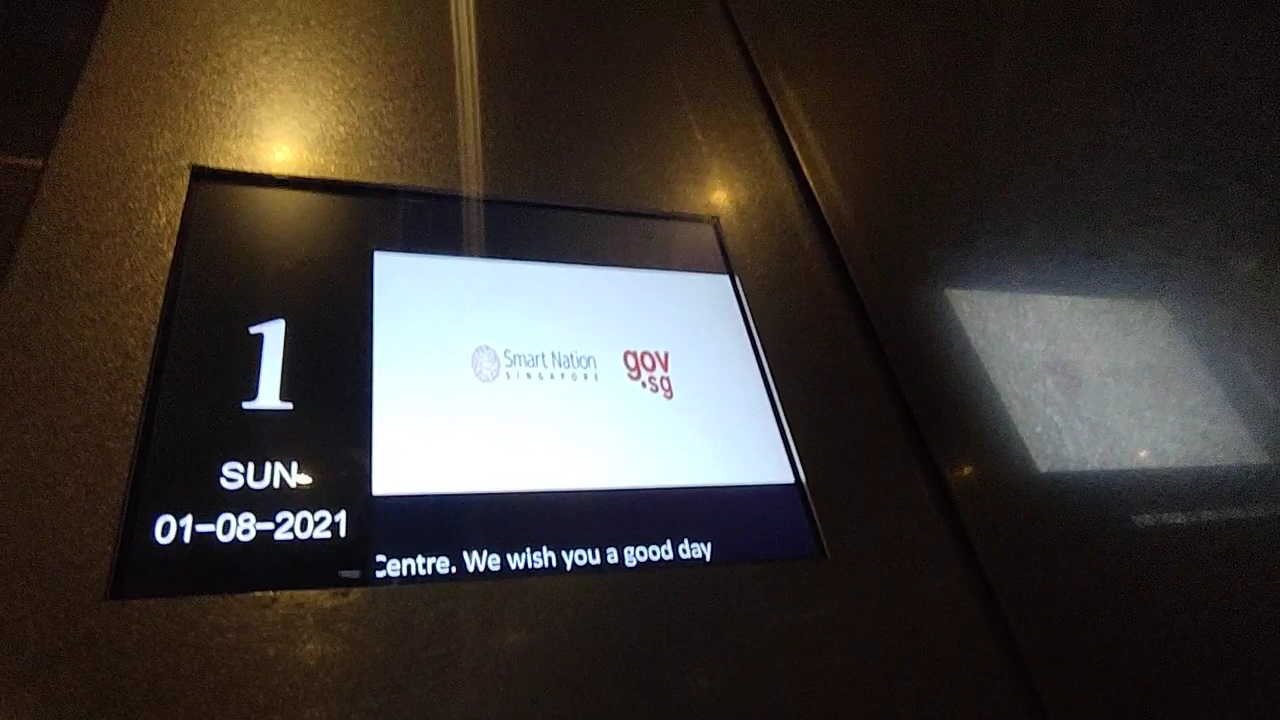 1
SUN
01-08-2021
Smart Nation
SINGAPORE
gov
.sg
Centre. We wish you a good day